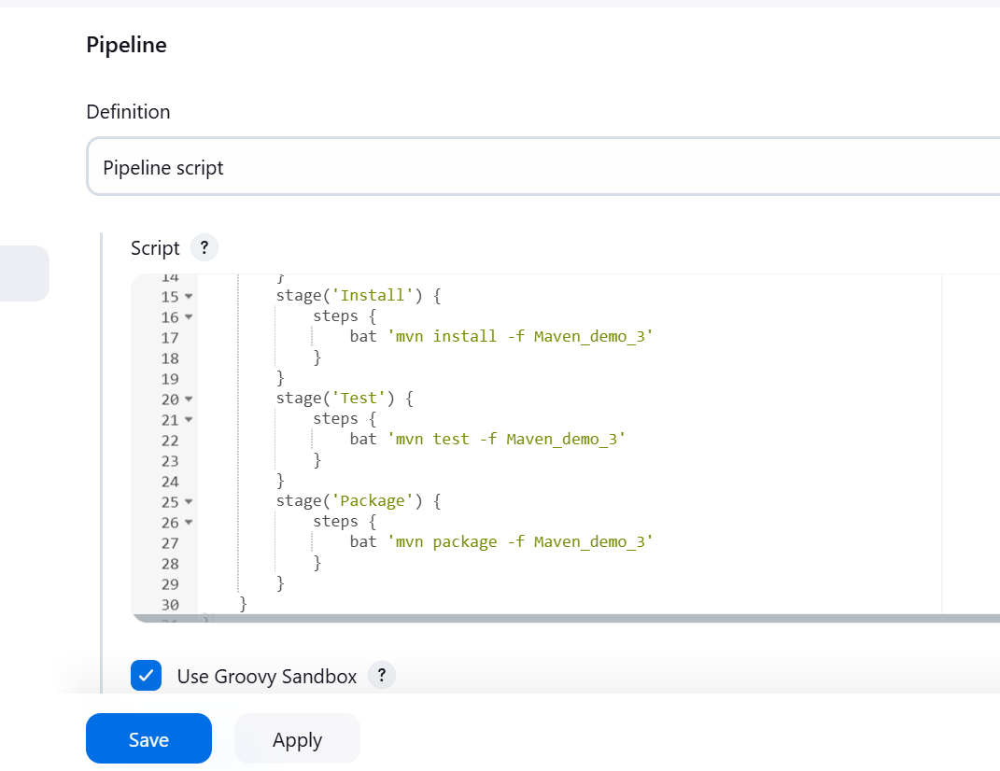 Pipeline
Definition
Pipeline script
Script ?
14 }
15 stage('Install') {
16 steps {
17 bat 'mvn install -f Maven_demo_3'
18 }
19 }
20 stage('Test') {
21 steps {
22 bat 'mvn test -f Maven_demo_3'
23 }
24 }
25 stage('Package') {
26 steps {
27 bat 'mvn package -f Maven_demo_3'
28 }
29 }
30 }
31 }
Use Groovy Sandbox ?
Save Apply